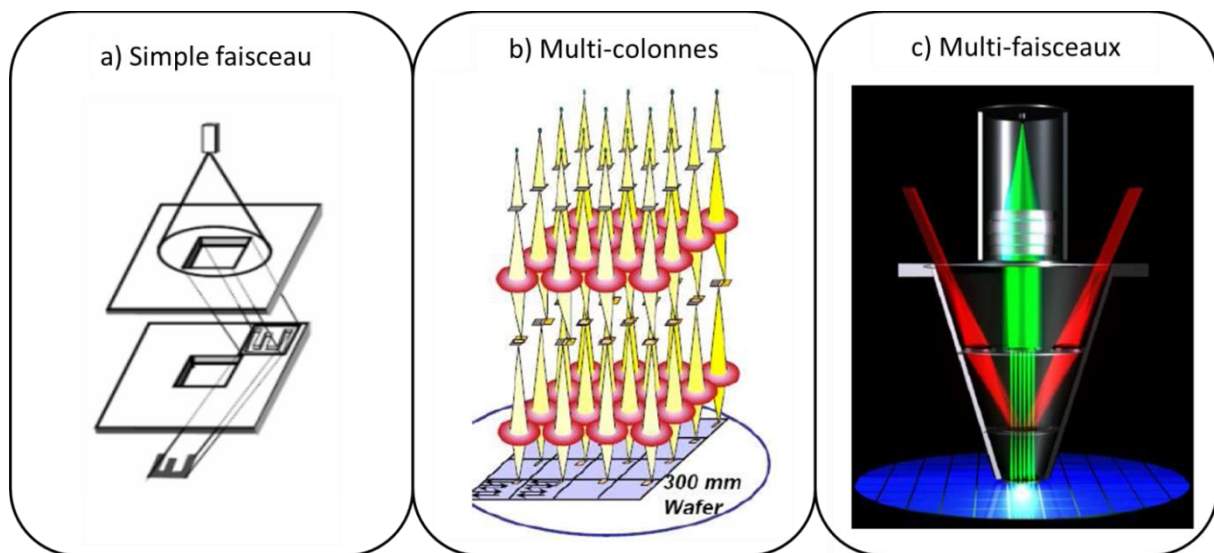 a) Simple faisceau
b) Multi-colonnes
c) Multi-faisceaux
E
300 mm
Wafer